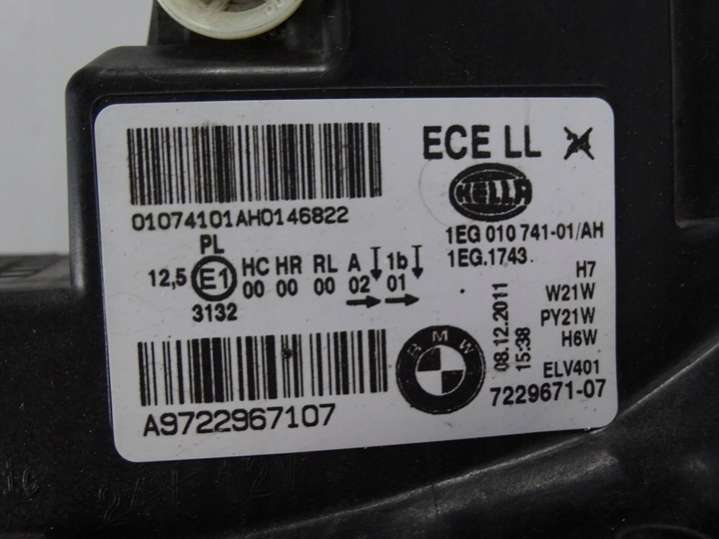 ECE LL
HELLA
01074101AH0146822
1EG 010 741-01/AH
1EG.1743
PL
12,5 E1 HC HR RL A 1b
00 00 00 02 01
3132
08.12.2011
15:38
H7
W21W
PY21W
H6W
ELV401
BMW
7229671-07
A9722967107